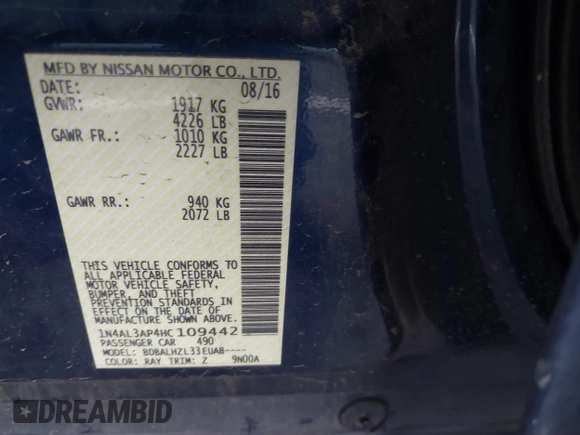 MFD BY NISSAN MOTOR CO., LTD.
DATE: 08/16
GVWR: 1917 KG
4226 LB
GAWR FR.: 1010 KG
2227 LB
GAWR RR.: 940 KG
2072 LB
THIS VEHICLE CONFORMS TO
ALL APPLICABLE FEDERAL
MOTOR VEHICLE SAFETY,
BUMPER, AND THEFT
PREVENTION STANDARDS IN
EFFECT ON THE DATE OF
MANUFACTURE SHOWN ABOVE.
1N4AL3AP4HC109442
PASSENGER CAR 490
MODEL: BDBALHZL33EUAB----
COLOR: RAY TRIM: Z 9N00A
DREAMBID